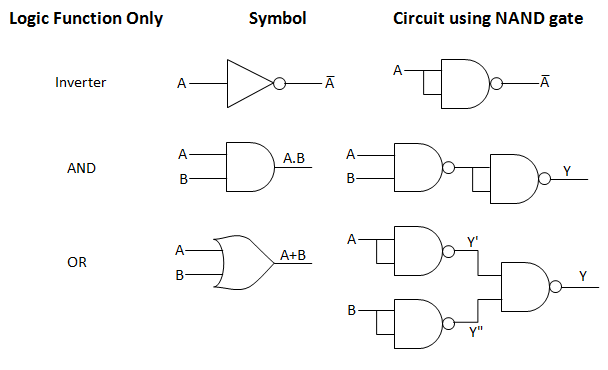 Logic Function Only Symbol Circuit using NAND gate
Inverter A A̅ A A̅
AND A B A.B A B Y
OR A B A+B A Y' B Y" Y